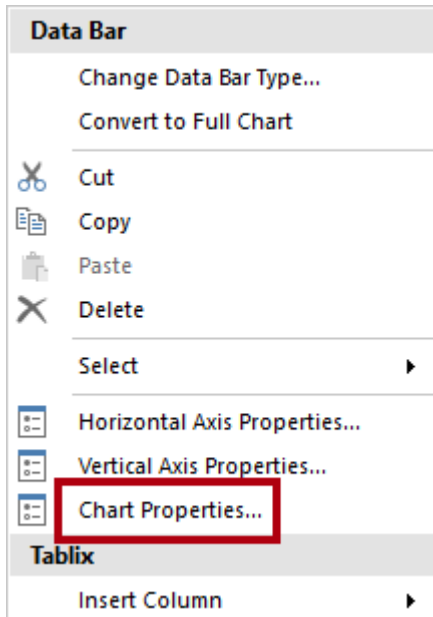 Data Bar
Change Data Bar Type...
Convert to Full Chart
Cut
Copy
Paste
Delete
Select
Horizontal Axis Properties...
Vertical Axis Properties...
Chart Properties...
Tablix
Insert Column